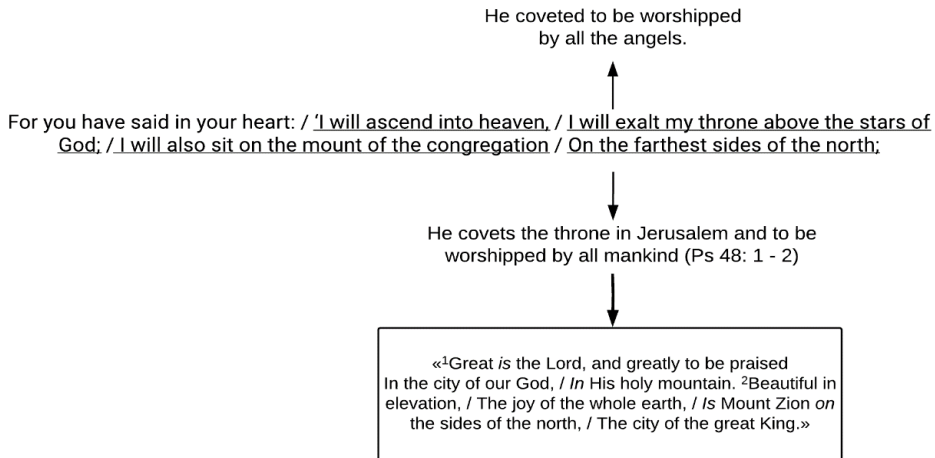 He coveted to be worshipped
by all the angels.
For you have said in your heart: / ‘I will ascend into heaven, / I will exalt my throne above the stars of
God; / I will also sit on the mount of the congregation / On the farthest sides of the north;
He covets the throne in Jerusalem and to be
worshipped by all mankind (Ps 48: 1 - 2)
«¹Great is the Lord, and greatly to be praised
In the city of our God, / In His holy mountain. ²Beautiful in
elevation, / The joy of the whole earth, / Is Mount Zion on
the sides of the north, / The city of the great King.»